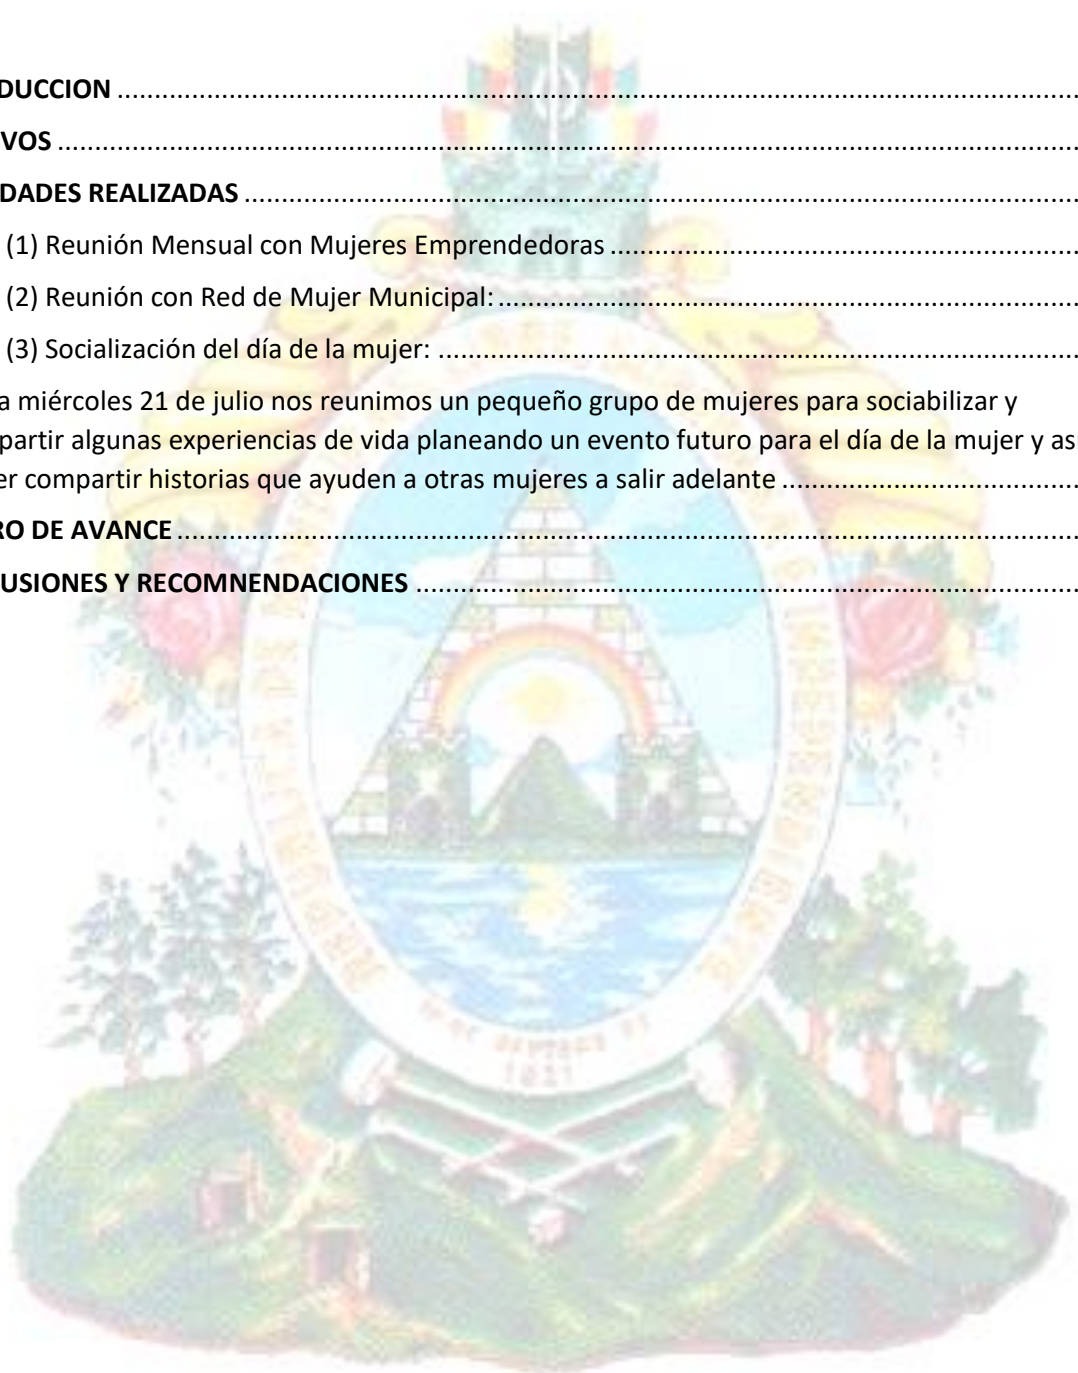 DUCCION ................................................................................................................................
VOS ................................................................................................................................
DADES REALIZADAS ................................................................................................................
(1) Reunión Mensual con Mujeres Emprendedoras ................................................................
(2) Reunión con Red de Mujer Municipal: ................................................................
(3) Socialización del día de la mujer: ................................................................
a miércoles 21 de julio nos reunimos un pequeño grupo de mujeres para sociabilizar y
partir algunas experiencias de vida planeando un evento futuro para el día de la mujer y as
er compartir historias que ayuden a otras mujeres a salir adelante ................................
RO DE AVANCE ................................................................................................................
USIONES Y RECOMNENDACIONES ................................................................................
1821